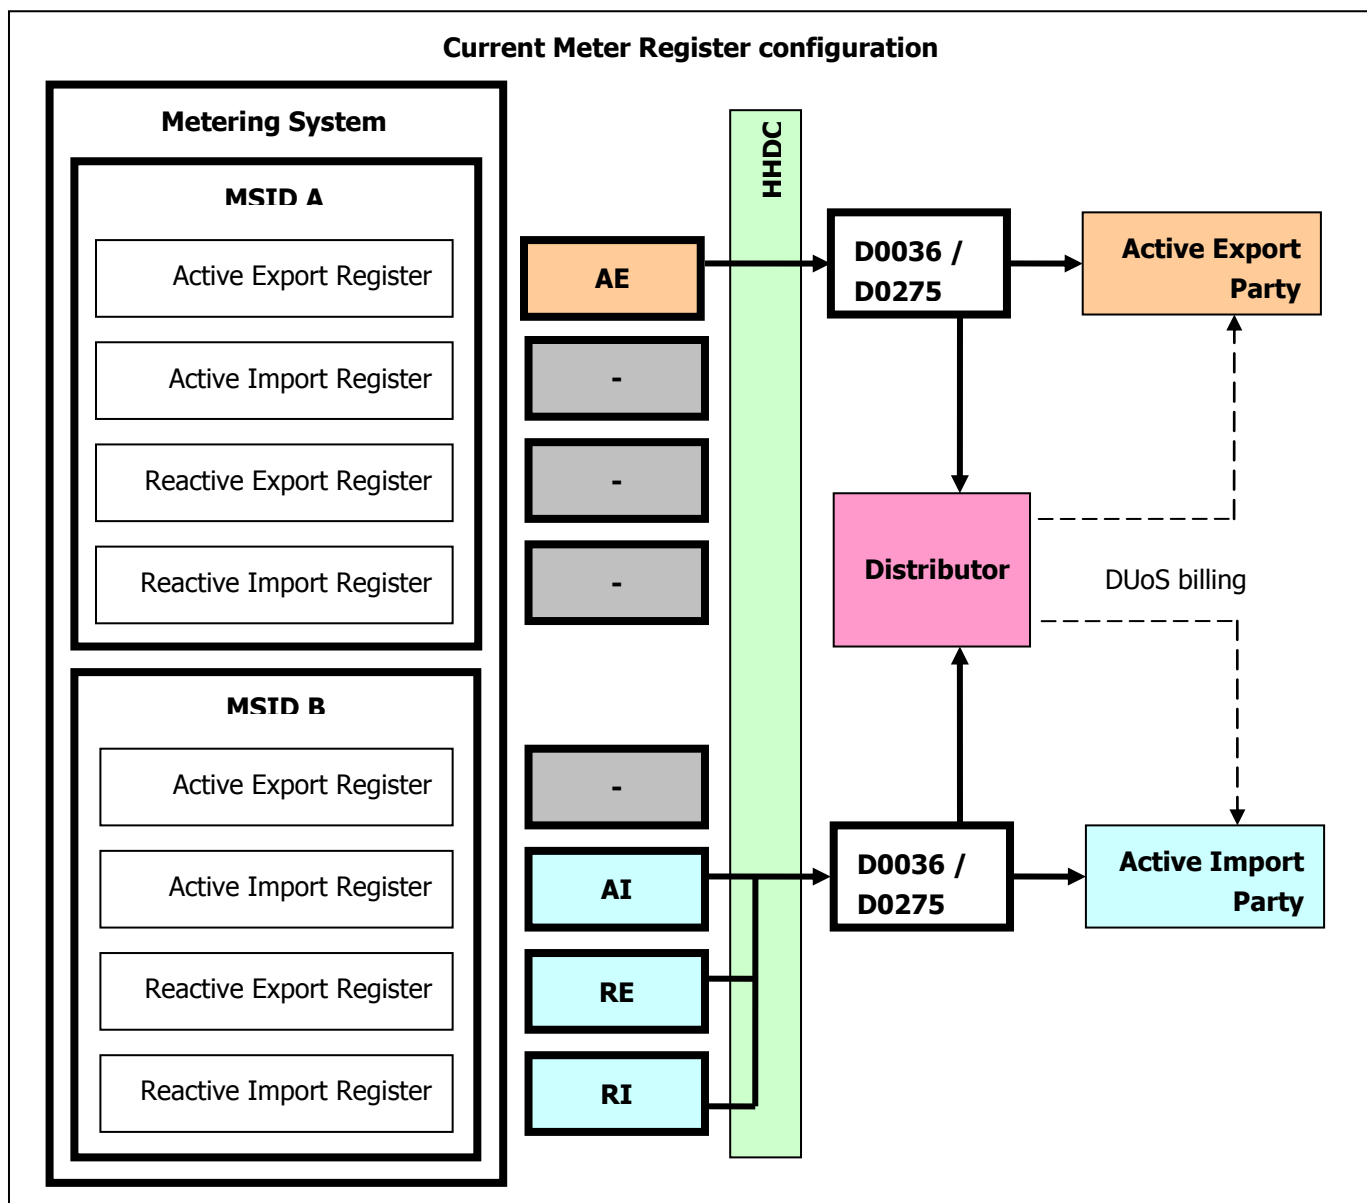 Current Meter Register configuration
Metering System
HHDC
MSID A
Active Export Register
AE
D0036 /
D0275
Active Export
Party
Active Import Register
-
Reactive Export Register
-
Reactive Import Register
-
Distributor
DUoS billing
MSID B
Active Export Register
-
Active Import Register
AI
D0036 /
D0275
Active Import
Party
Reactive Export Register
RE
Reactive Import Register
RI